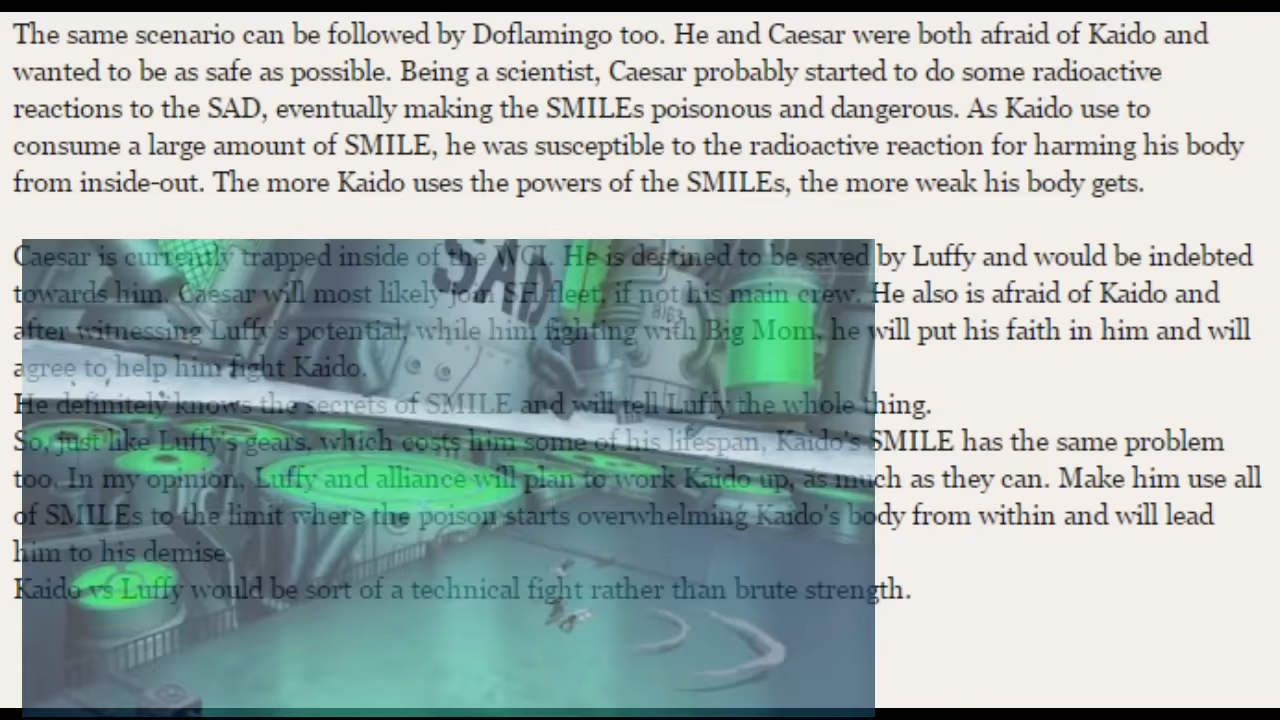 The same scenario can be followed by Doflamingo too. He and Caesar were both afraid of Kaido and
wanted to be as safe as possible. Being a scientist, Caesar probably started to do some radioactive
reactions to the SAD, eventually making the SMILEs poisonous and dangerous. As Kaido use to
consume a large amount of SMILE, he was susceptible to the radioactive reaction for harming his body
from inside-out. The more Kaido uses the powers of the SMILEs, the more weak his body gets.
Caesar is currently trapped inside of the WCI. He is destined to be saved by Luffy and would be indebted
towards him. Caesar will most likely join SH fleet, if not his main crew. He also is afraid of Kaido and
after witnessing Luffy's potential, while him fighting with Big Mom, he will put his faith in him and will
agree to help him fight Kaido.
He definitely knows the secrets of SMILE and will tell Luffy the whole thing.
So, just like Luffy's gears, which costs him some of his lifespan, Kaido's SMILE has the same problem
too. In my opinion, Luffy and alliance will plan to work Kaido up, as much as they can. Make him use all
of SMILEs to the limit where the poison starts overwhelming Kaido's body from within and will lead
him to his demise.
Kaido vs Luffy would be sort of a technical fight rather than brute strength.
SAD